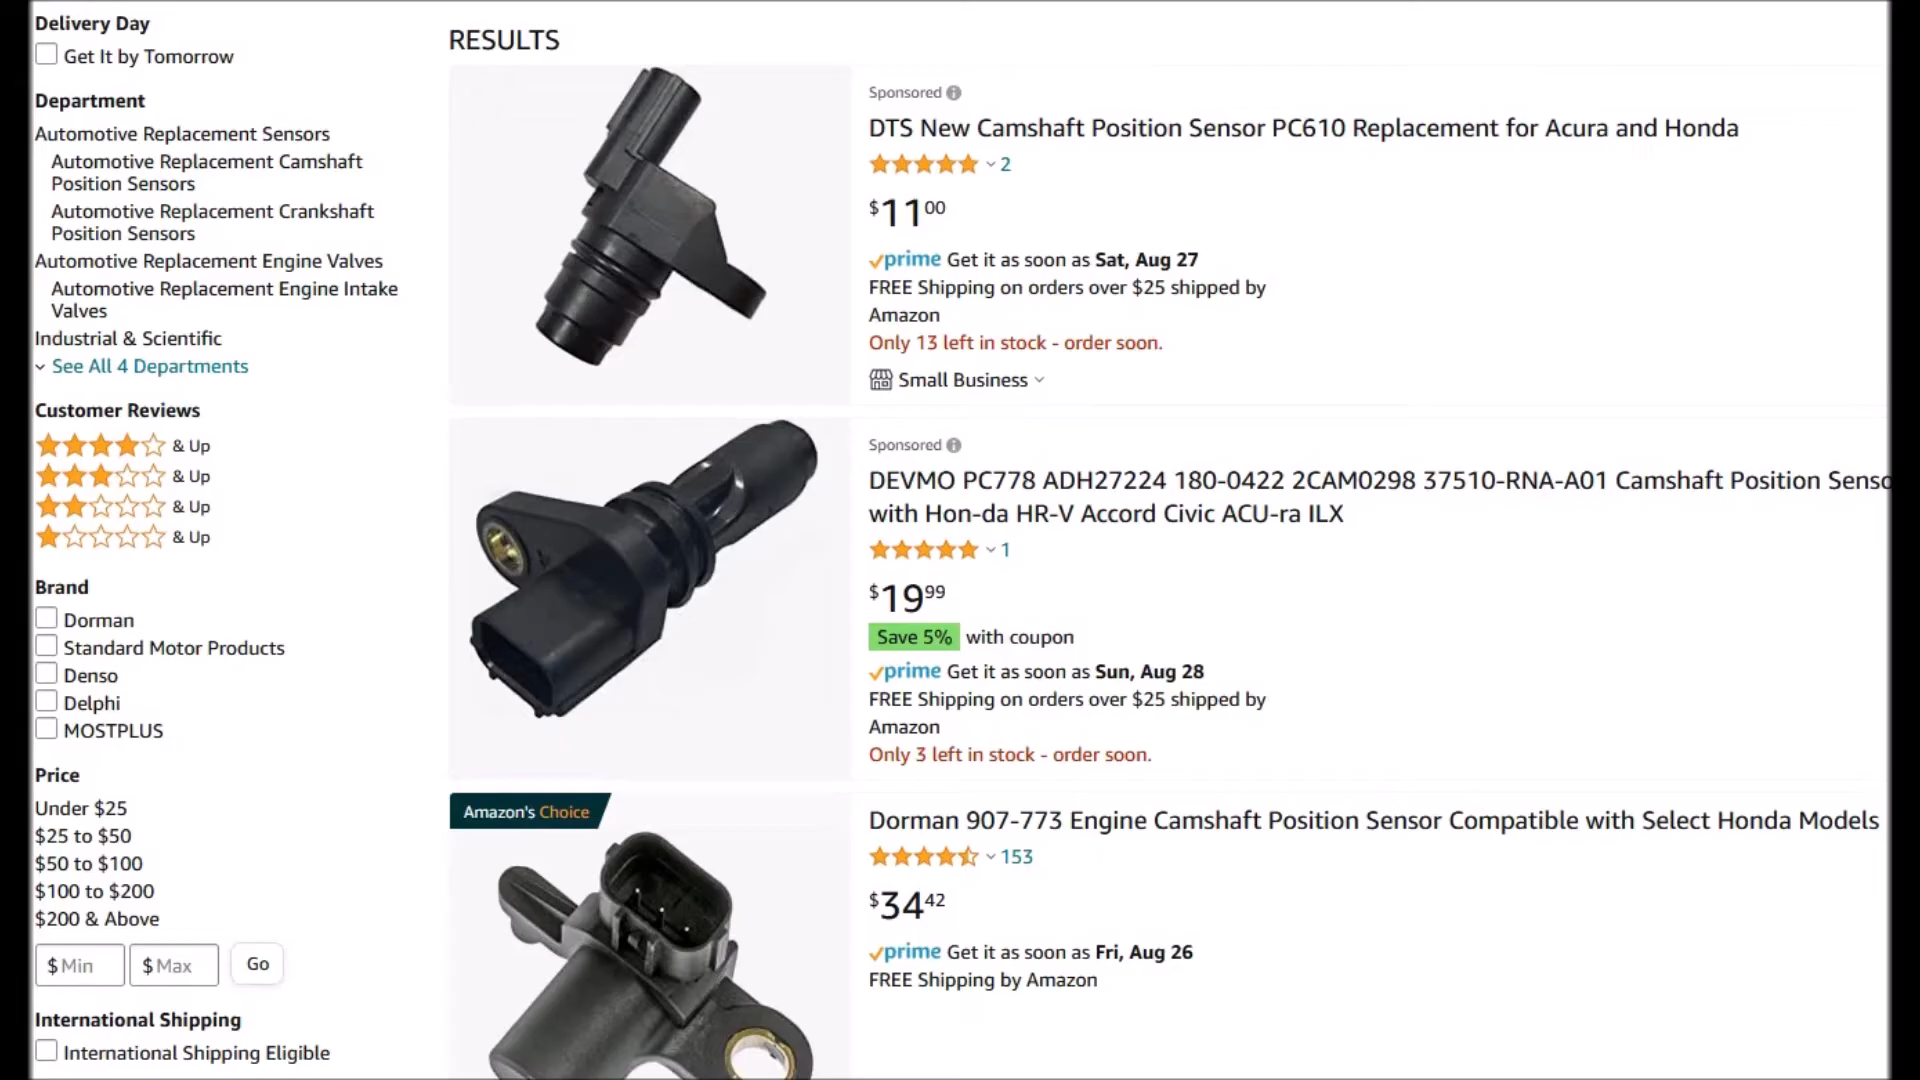 Delivery Day
Get It by Tomorrow
Department
Automotive Replacement Sensors
Automotive Replacement Camshaft
Position Sensors
Automotive Replacement Crankshaft
Position Sensors
Automotive Replacement Engine Valves
Automotive Replacement Engine Intake
Valves
Industrial & Scientific
See All 4 Departments
Customer Reviews
& Up
& Up
& Up
& Up
Brand
Dorman
Standard Motor Products
Denso
Delphi
MOSTPLUS
Price
Under $25
$25 to $50
$50 to $100
$100 to $200
$200 & Above
$ Min $ Max Go
International Shipping
International Shipping Eligible
RESULTS
Sponsored
DTS New Camshaft Position Sensor PC610 Replacement for Acura and Honda
2
$11 00
prime Get it as soon as Sat, Aug 27
FREE Shipping on orders over $25 shipped by
Amazon
Only 13 left in stock - order soon.
Small Business
Sponsored
DEVMO PC778 ADH27224 180-0422 2CAM0298 37510-RNA-A01 Camshaft Position Senso
with Hon-da HR-V Accord Civic ACU-ra ILX
1
$19 99
Save 5% with coupon
prime Get it as soon as Sun, Aug 28
FREE Shipping on orders over $25 shipped by
Amazon
Only 3 left in stock - order soon.
Amazon's Choice
Dorman 907-773 Engine Camshaft Position Sensor Compatible with Select Honda Models
153
$34 42
prime Get it as soon as Fri, Aug 26
FREE Shipping by Amazon